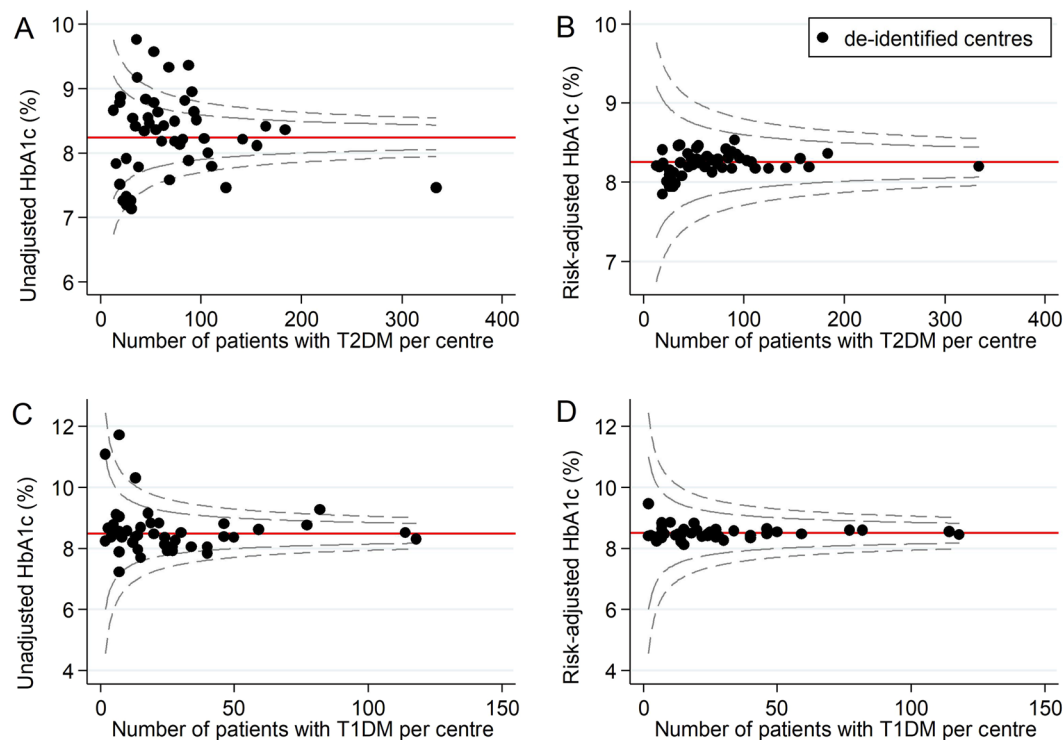 A
10
9
8
7
6
Unadjusted HbA1c (%)
0
100
200
300
400
Number of patients with T2DM per centre
B
de-identified centres
10
9
8
7
Risk-adjusted HbA1c (%)
0
100
200
300
400
Number of patients with T2DM per centre
C
12
10
8
6
4
Unadjusted HbA1c (%)
0
50
100
150
Number of patients with T1DM per centre
D
12
10
8
6
4
Risk-adjusted HbA1c (%)
0
50
100
150
Number of patients with T1DM per centre